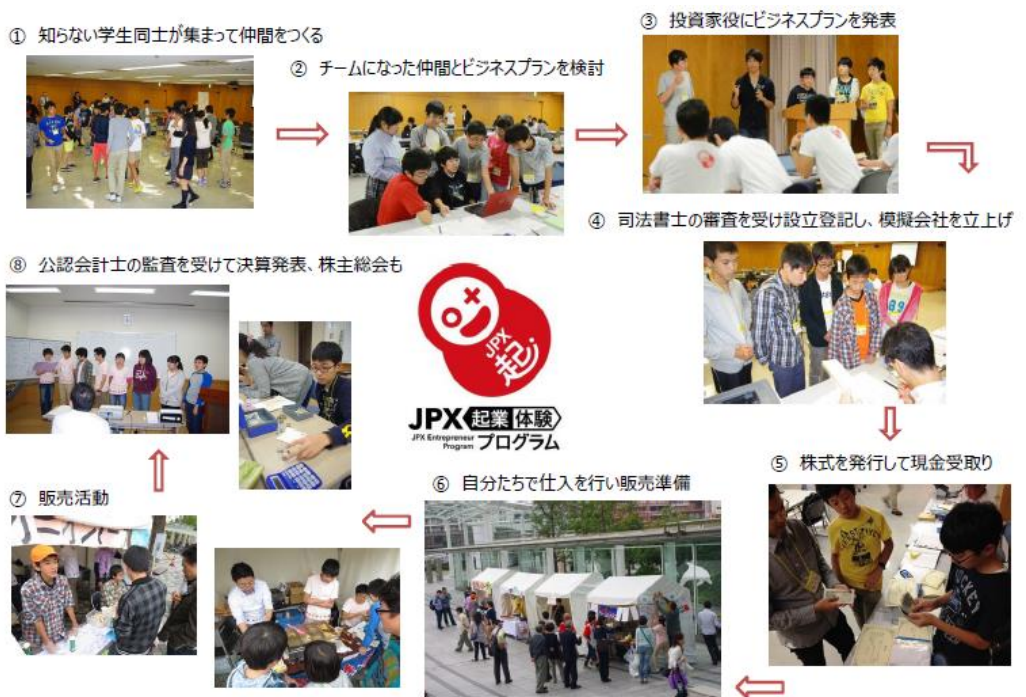 ① 知らない学生同士が集まって仲間をつくる
② チームになった仲間とビジネスプランを検討
③ 投資家役にビジネスプランを発表
④ 司法書士の審査を受け設立登記し、模擬会社を立上げ
⑤ 株式を発行して現金受取り
⑥ 自分たちで仕入を行い販売準備
⑦ 販売活動
⑧ 公認会計士の監査を受けて決算発表、株主総会も
JPX
起
JPX 起業 体験
JPX Entrepreneur
Program プログラム